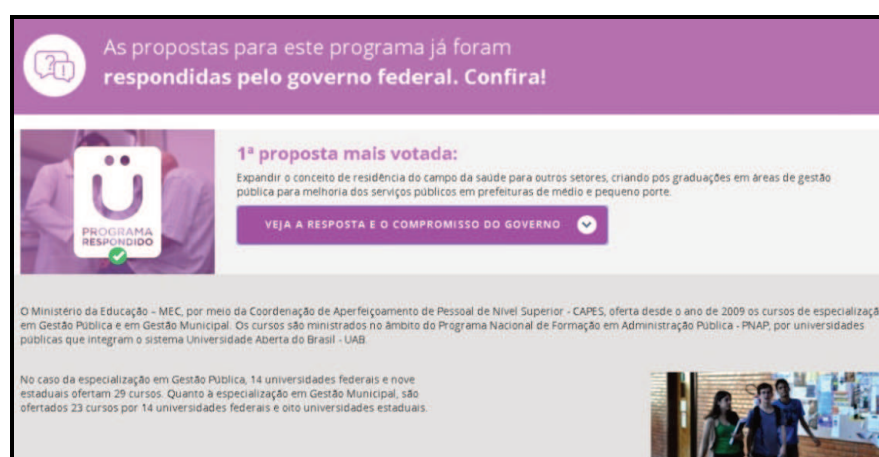 As propostas para este programa já foram
respondidas pelo governo federal. Confira!
PROGRAMA
RESPONDIDO
1ª proposta mais votada:
Expandir o conceito de residência do campo da saúde para outros setores, criando pós graduações em áreas de gestão
pública para melhoria dos serviços públicos em prefeituras de médio e pequeno porte.
VEJA A RESPOSTA E O COMPROMISSO DO GOVERNO
O Ministério da Educação – MEC, por meio da Coordenação de Aperfeiçoamento de Pessoal de Nível Superior - CAPES, oferta desde o ano de 2009 os cursos de especializaçã
em Gestão Pública e em Gestão Municipal. Os cursos são ministrados no âmbito do Programa Nacional de Formação em Administração Pública - PNAP, por universidades
públicas que integram o sistema Universidade Aberta do Brasil - UAB.
No caso da especialização em Gestão Pública, 14 universidades federais e nove
estaduais ofertam 29 cursos. Quanto à especialização em Gestão Municipal, são
ofertados 23 cursos por 14 universidades federais e oito universidades estaduais.